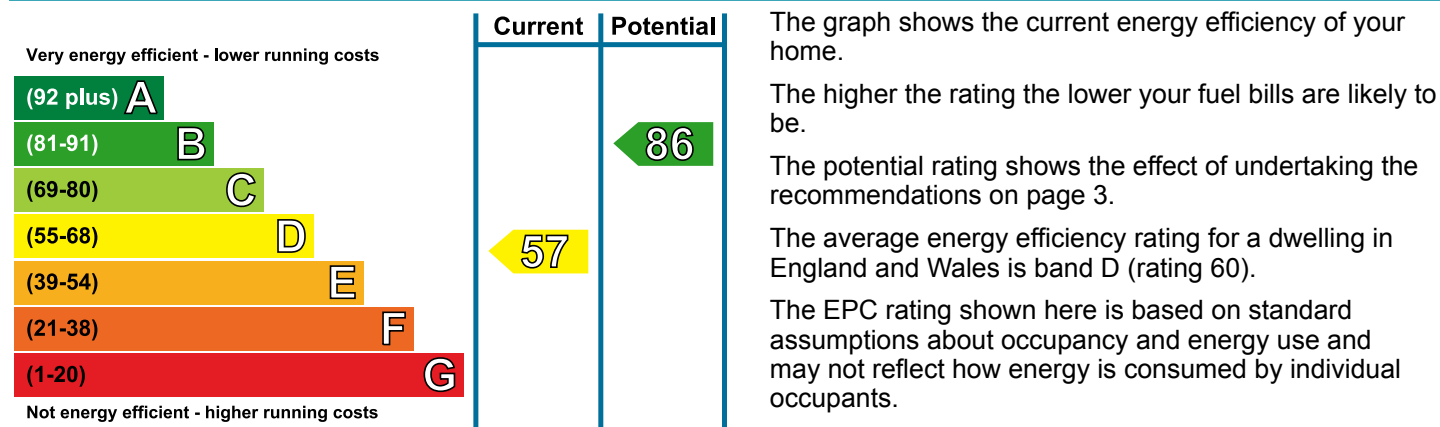 Current
Potential
Very energy efficient - lower running costs
(92 plus) A
(81-91) B
(69-80) C
(55-68) D
(39-54) E
(21-38) F
(1-20) G
Not energy efficient - higher running costs
86
57
The graph shows the current energy efficiency of your
home.
The higher the rating the lower your fuel bills are likely to
be.
The potential rating shows the effect of undertaking the
recommendations on page 3.
The average energy efficiency rating for a dwelling in
England and Wales is band D (rating 60).
The EPC rating shown here is based on standard
assumptions about occupancy and energy use and
may not reflect how energy is consumed by individual
occupants.